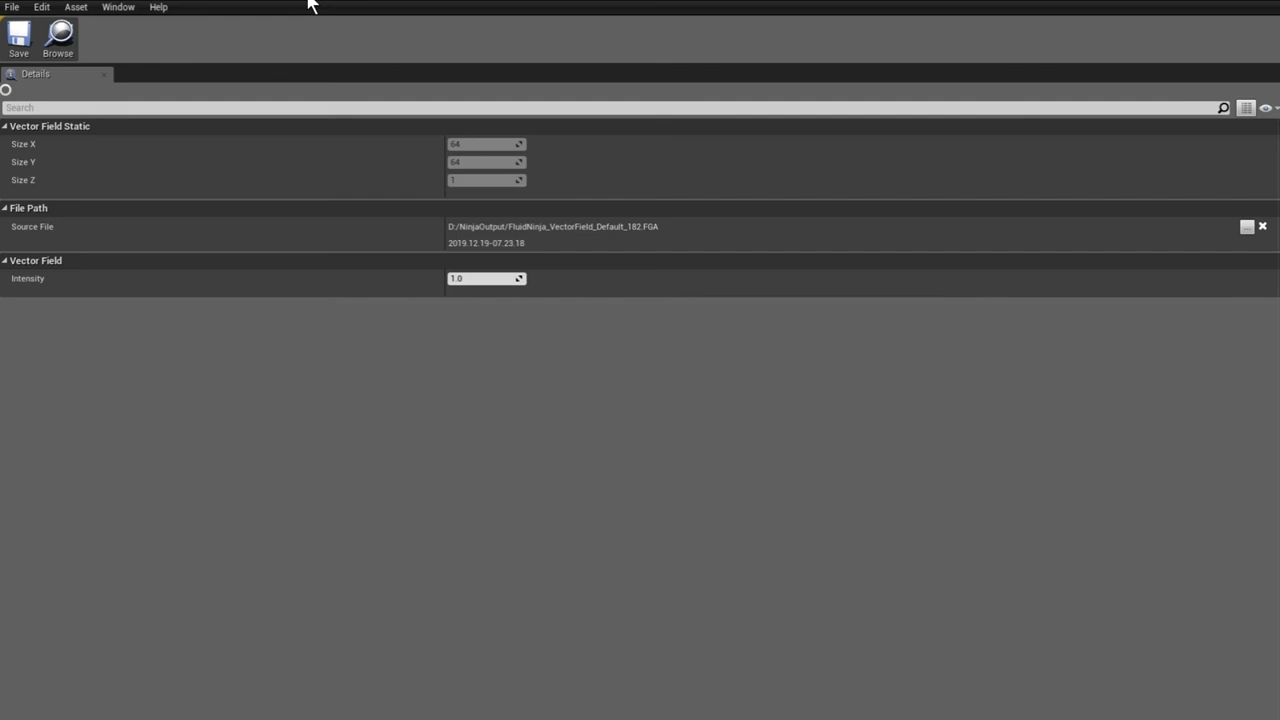 File Edit Asset Window Help
Save Browse
Details
Search
Vector Field Static
Size X 64
Size Y 64
Size Z 1
File Path
Source File D:/NinjaOutput/FluidNinja_VectorField_Default_182.FGA
2019.12.19-07.23.18
Vector Field
Intensity 1.0